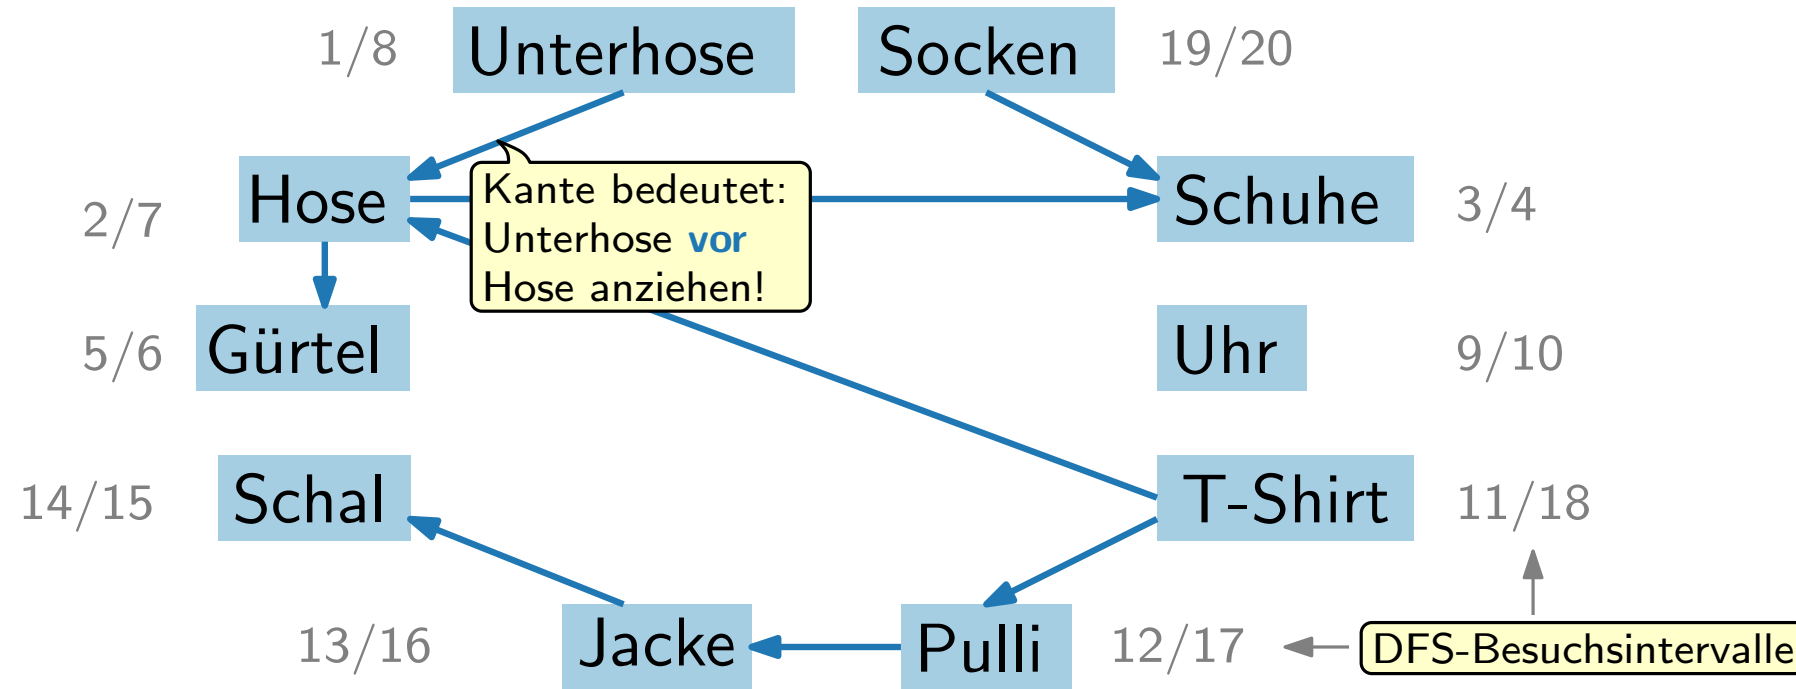 1/8 Unterhose Socken 19/20
Kante bedeutet:
2/7 Hose Unterhose vor Schuhe 3/4
Hose anziehen!
5/6 Gürtel Uhr 9/10
14/15 Schal T-Shirt 11/18
13/16 Jacke Pulli 12/17 DFS-Besuchsintervalle